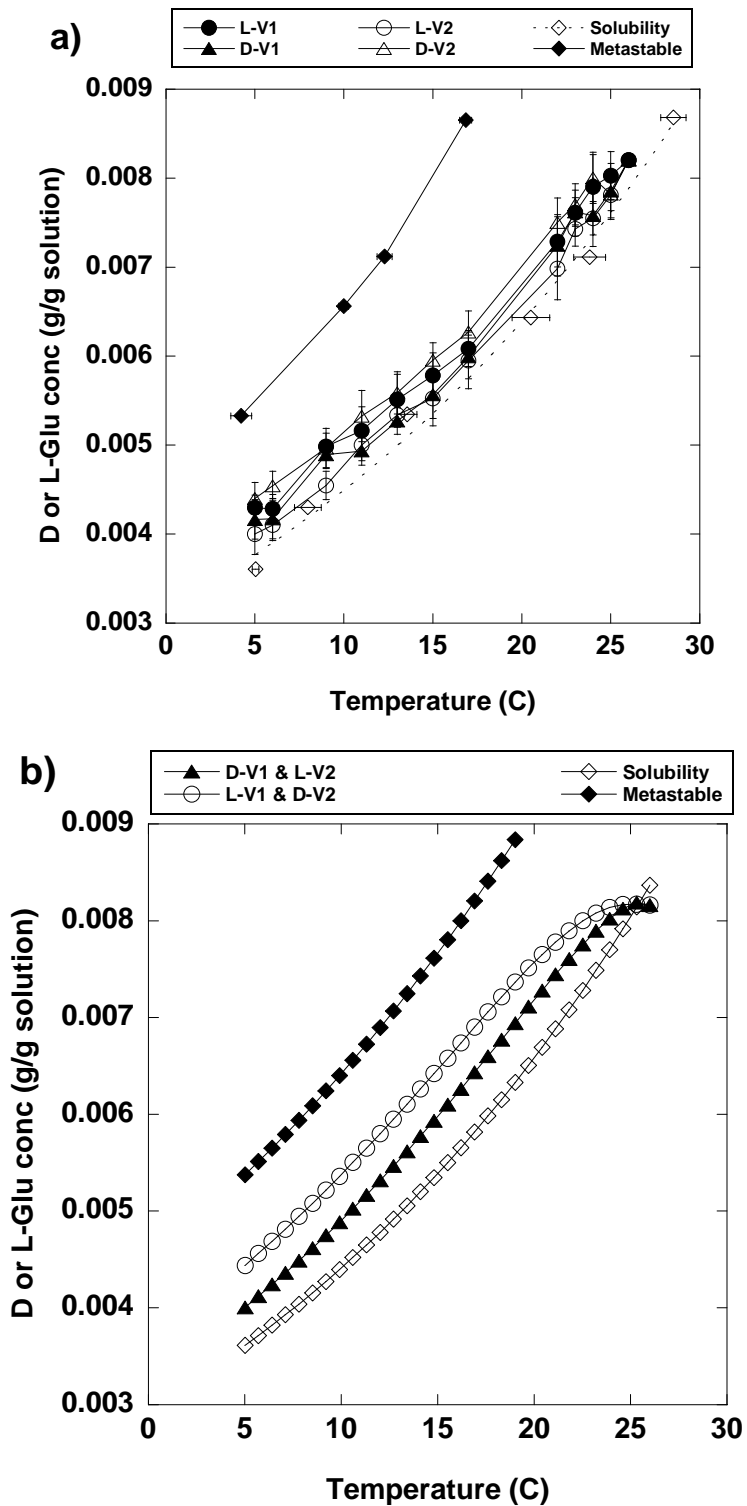 a)
L-V1 L-V2 Solubility
D-V1 D-V2 Metastable
0.009
0.008
0.007
0.006
0.005
0.004
0.003
D or L-Glu conc (g/g solution)
0 5 10 15 20 25 30
Temperature (C)
b)
D-V1 & L-V2 Solubility
L-V1 & D-V2 Metastable
0.009
0.008
0.007
0.006
0.005
0.004
0.003
D or L-Glu conc (g/g solution)
0 5 10 15 20 25 30
Temperature (C)